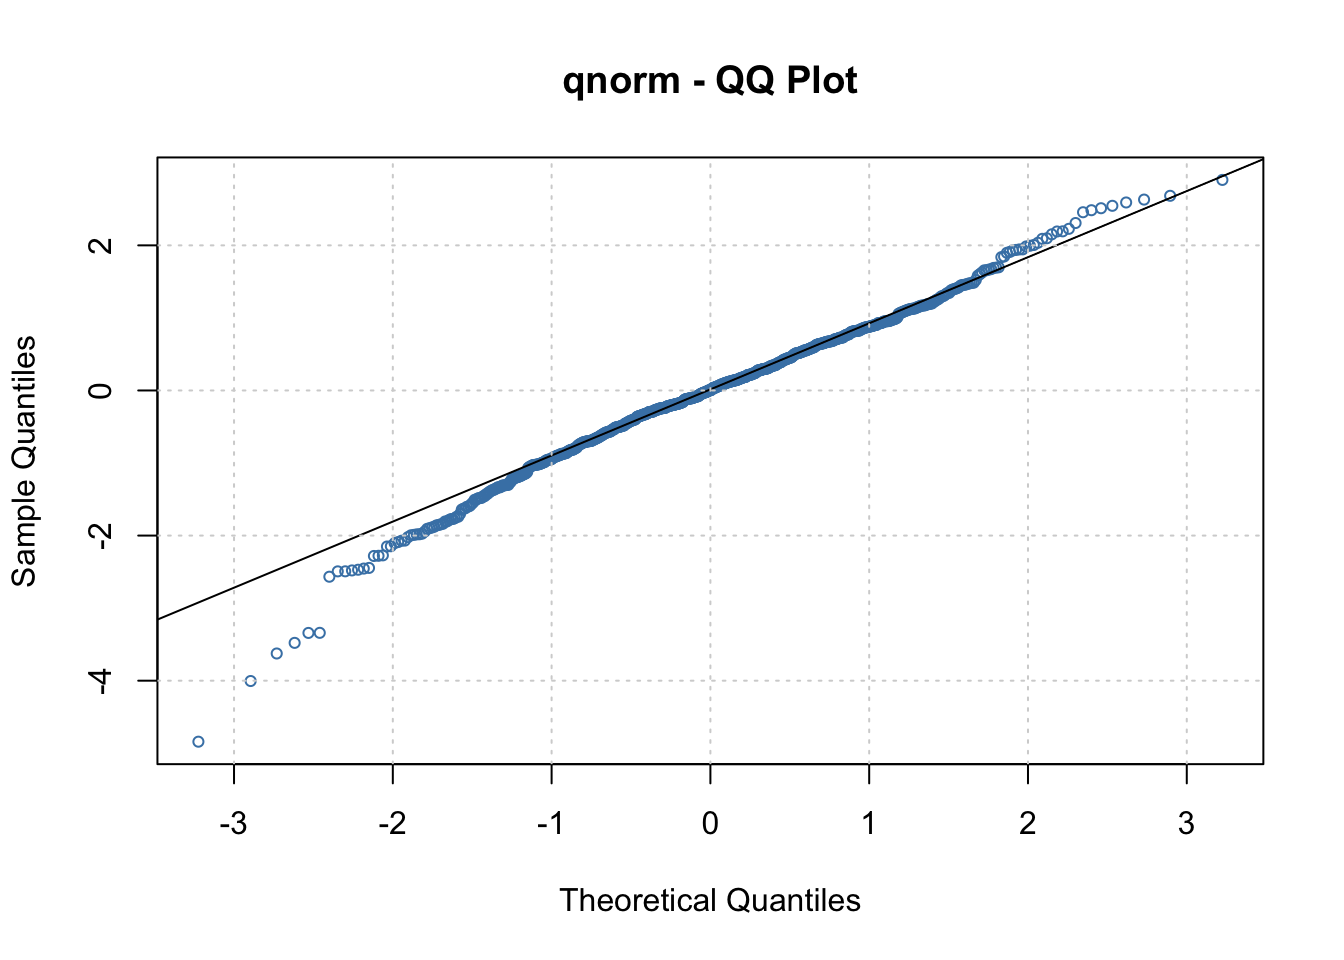 qnorm - QQ Plot
Sample Quantiles
2
0
-2
-4
-3 -2 -1 0 1 2 3
Theoretical Quantiles